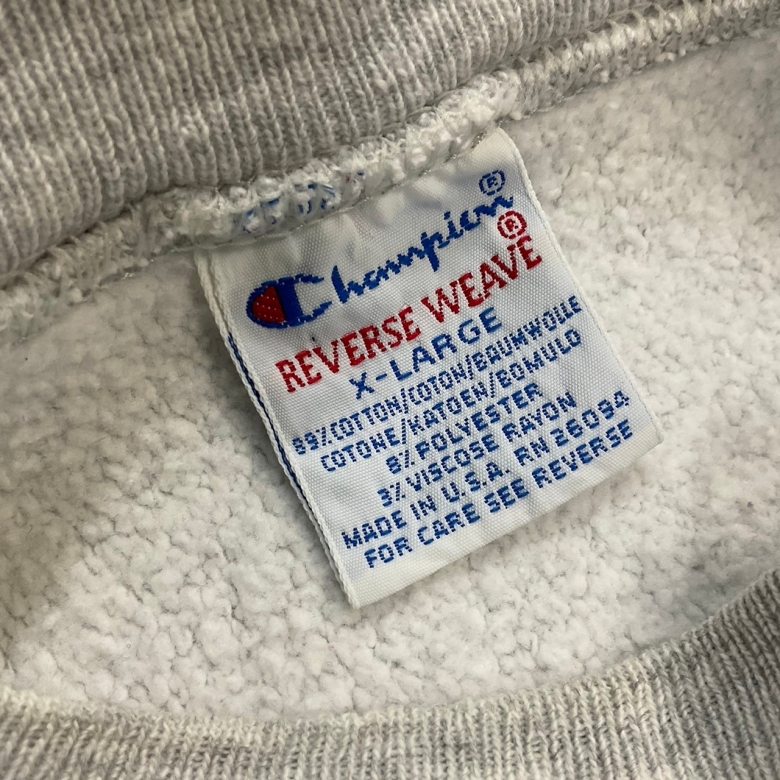 Champion®
REVERSE WEAVE®
X-LARGE
89% COTTON/COTON/BAUMWOLLE
COTONE/KATOEN/BOMULD
8% POLYESTER
3% VISCOSE RAYON
MADE IN U.S.A. RN 26094
FOR CARE SEE REVERSE